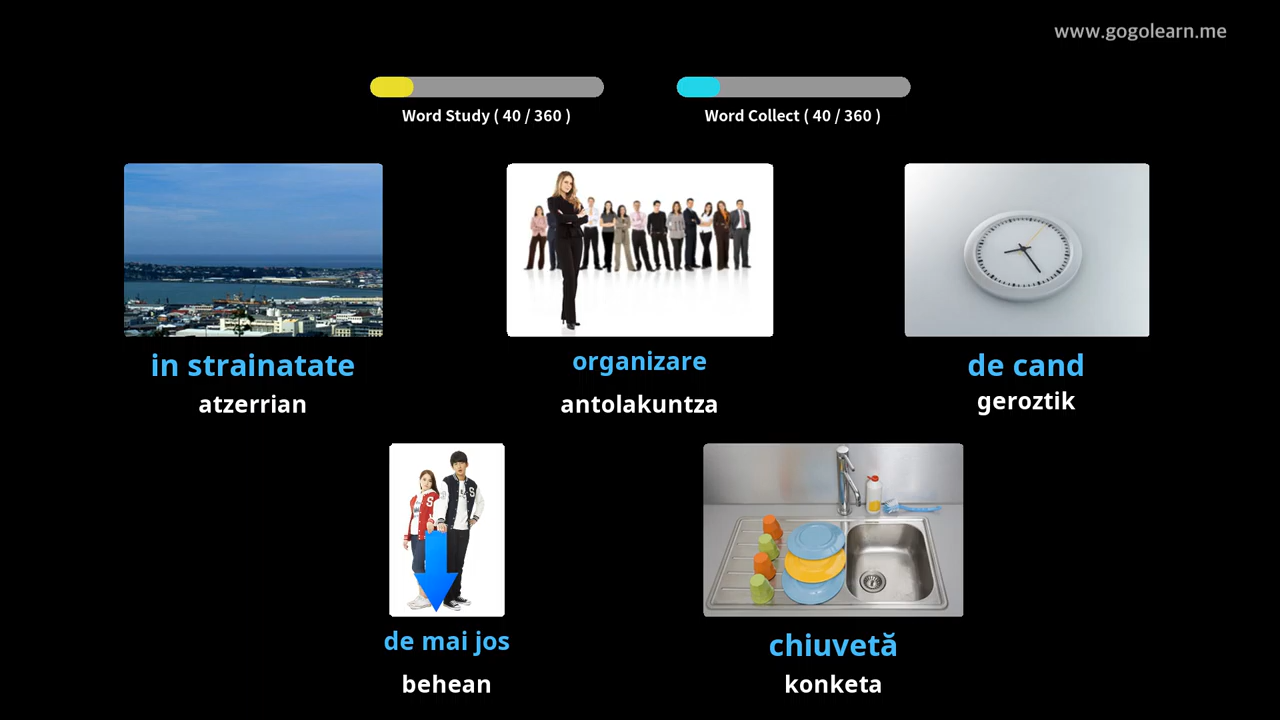 www.gogolearn.me
Word Study ( 40 / 360 )
Word Collect ( 40 / 360 )
in strainatate
atzerrian
organizare
antolakuntza
de cand
geroztik
S
S
de mai jos
behean
chiuvetă
konketa